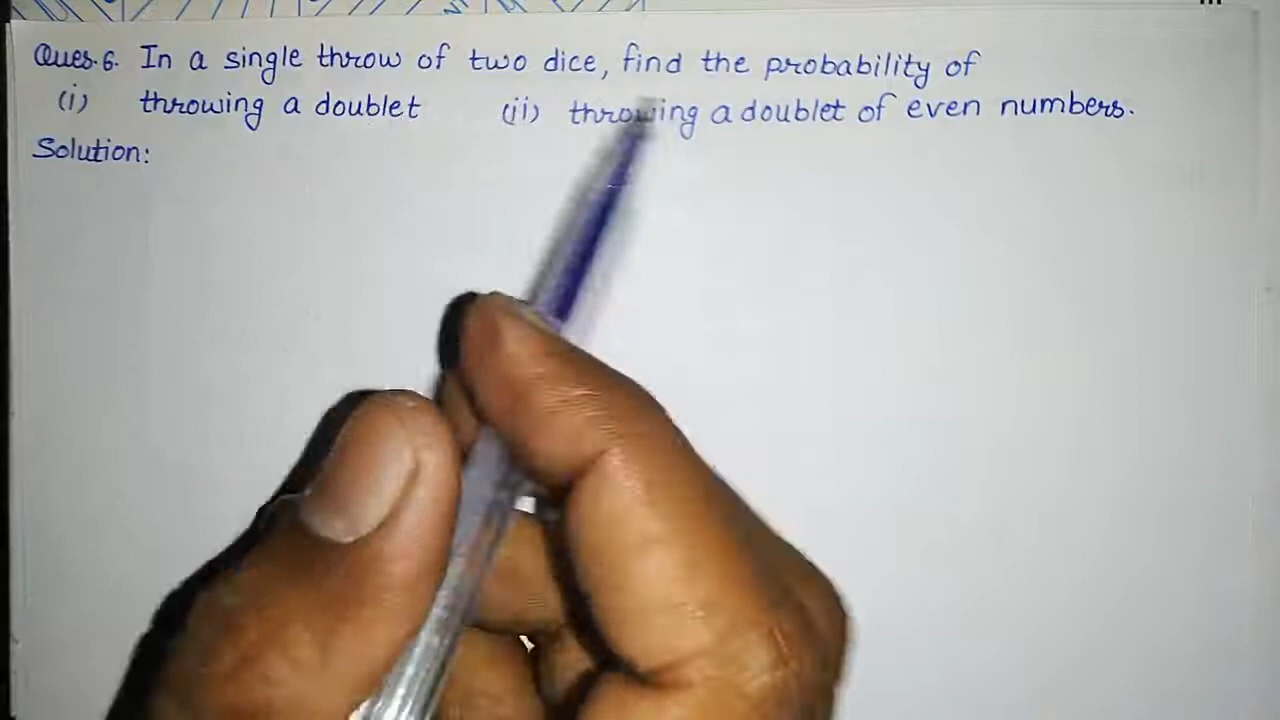 Ques.6. In a single throw of two dice, find the probability of
(i) throwing a doublet (ii) throwing a doublet of even numbers.
Solution: